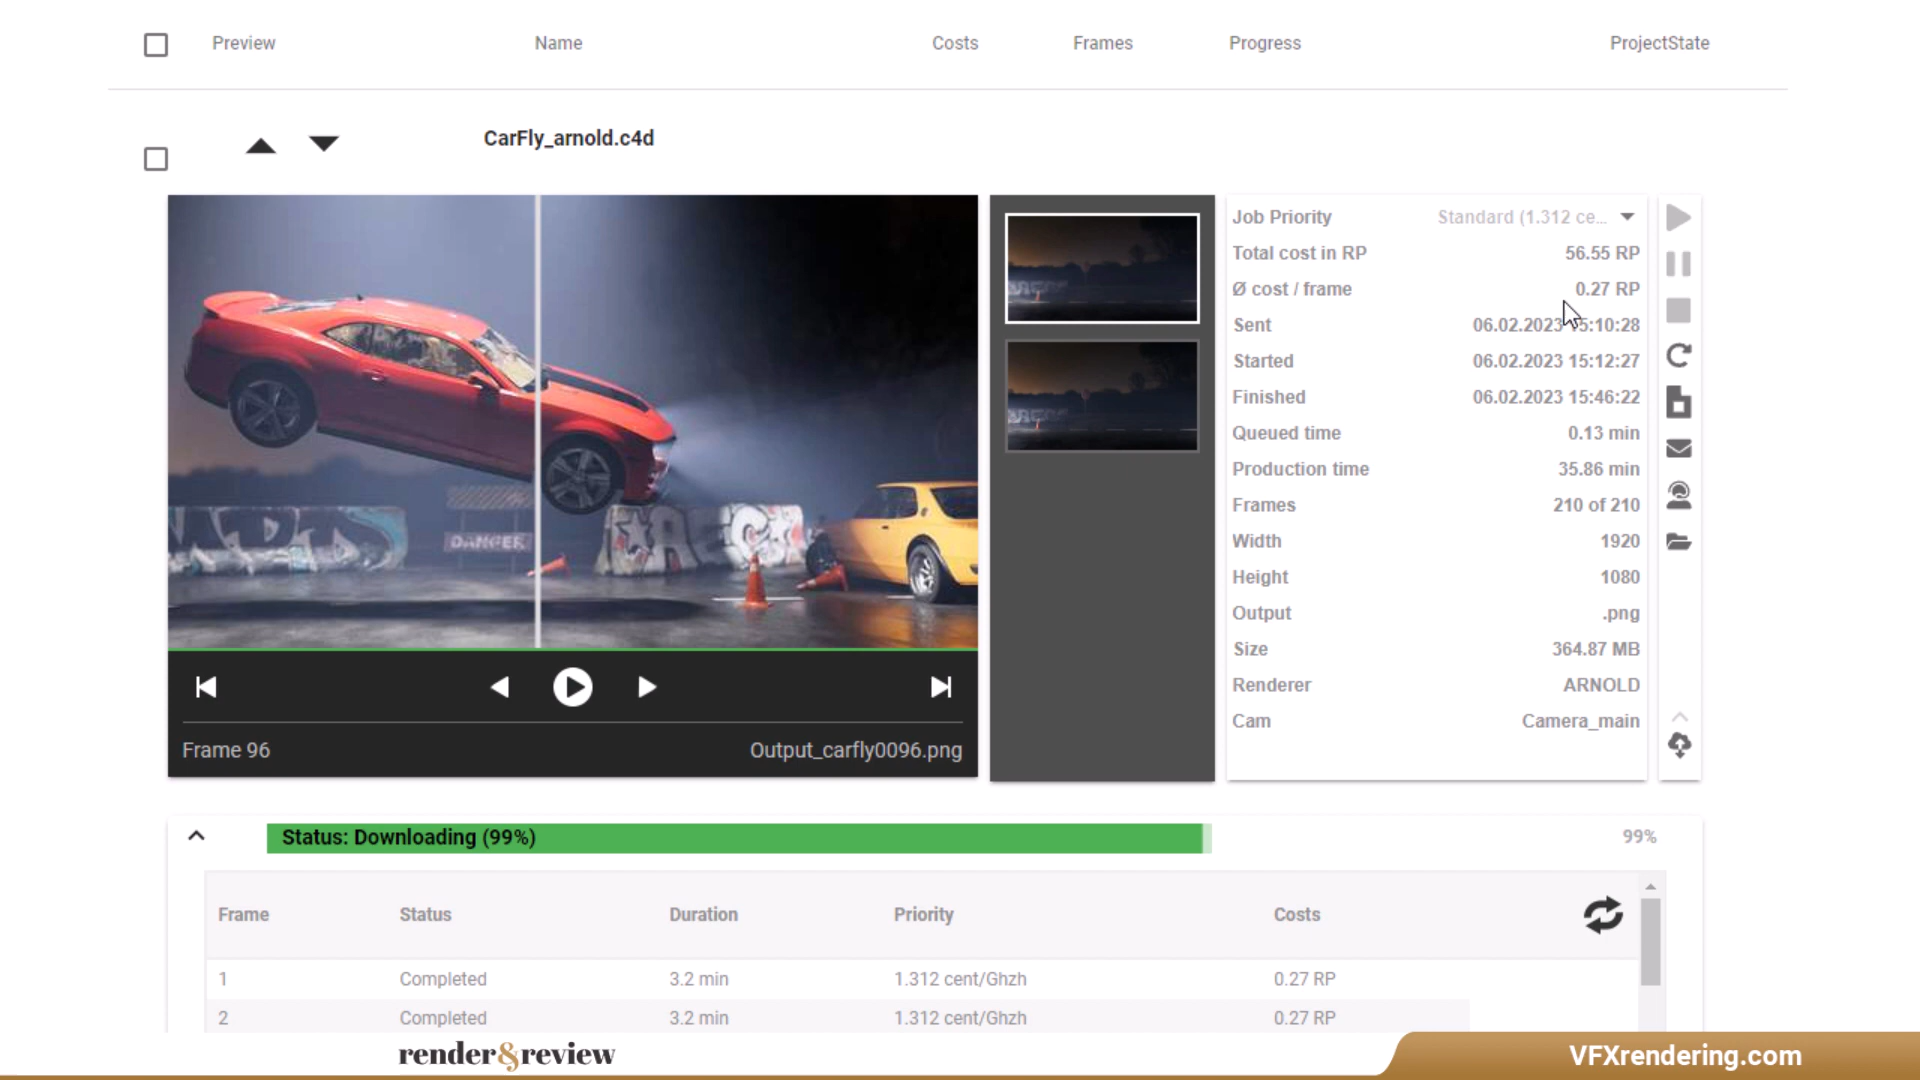 Preview Name Costs Frames Progress ProjectState
CarFly_arnold.c4d
DANGER
Job Priority Standard (1.312 ce...
Total cost in RP 56.55 RP
Ø cost / frame 0.27 RP
Sent 06.02.2023 15:10:28
Started 06.02.2023 15:12:27
Finished 06.02.2023 15:46:22
Queued time 0.13 min
Production time 35.86 min
Frames 210 of 210
Width 1920
Height 1080
Output .png
Size 364.87 MB
Renderer ARNOLD
Cam Camera_main
Frame 96 Output_carfly0096.png
Status: Downloading (99%) 99%
Frame Status Duration Priority Costs
1 Completed 3.2 min 1.312 cent/Ghzh 0.27 RP
2 Completed 3.2 min 1.312 cent/Ghzh 0.27 RP
render&review VFXrendering.com